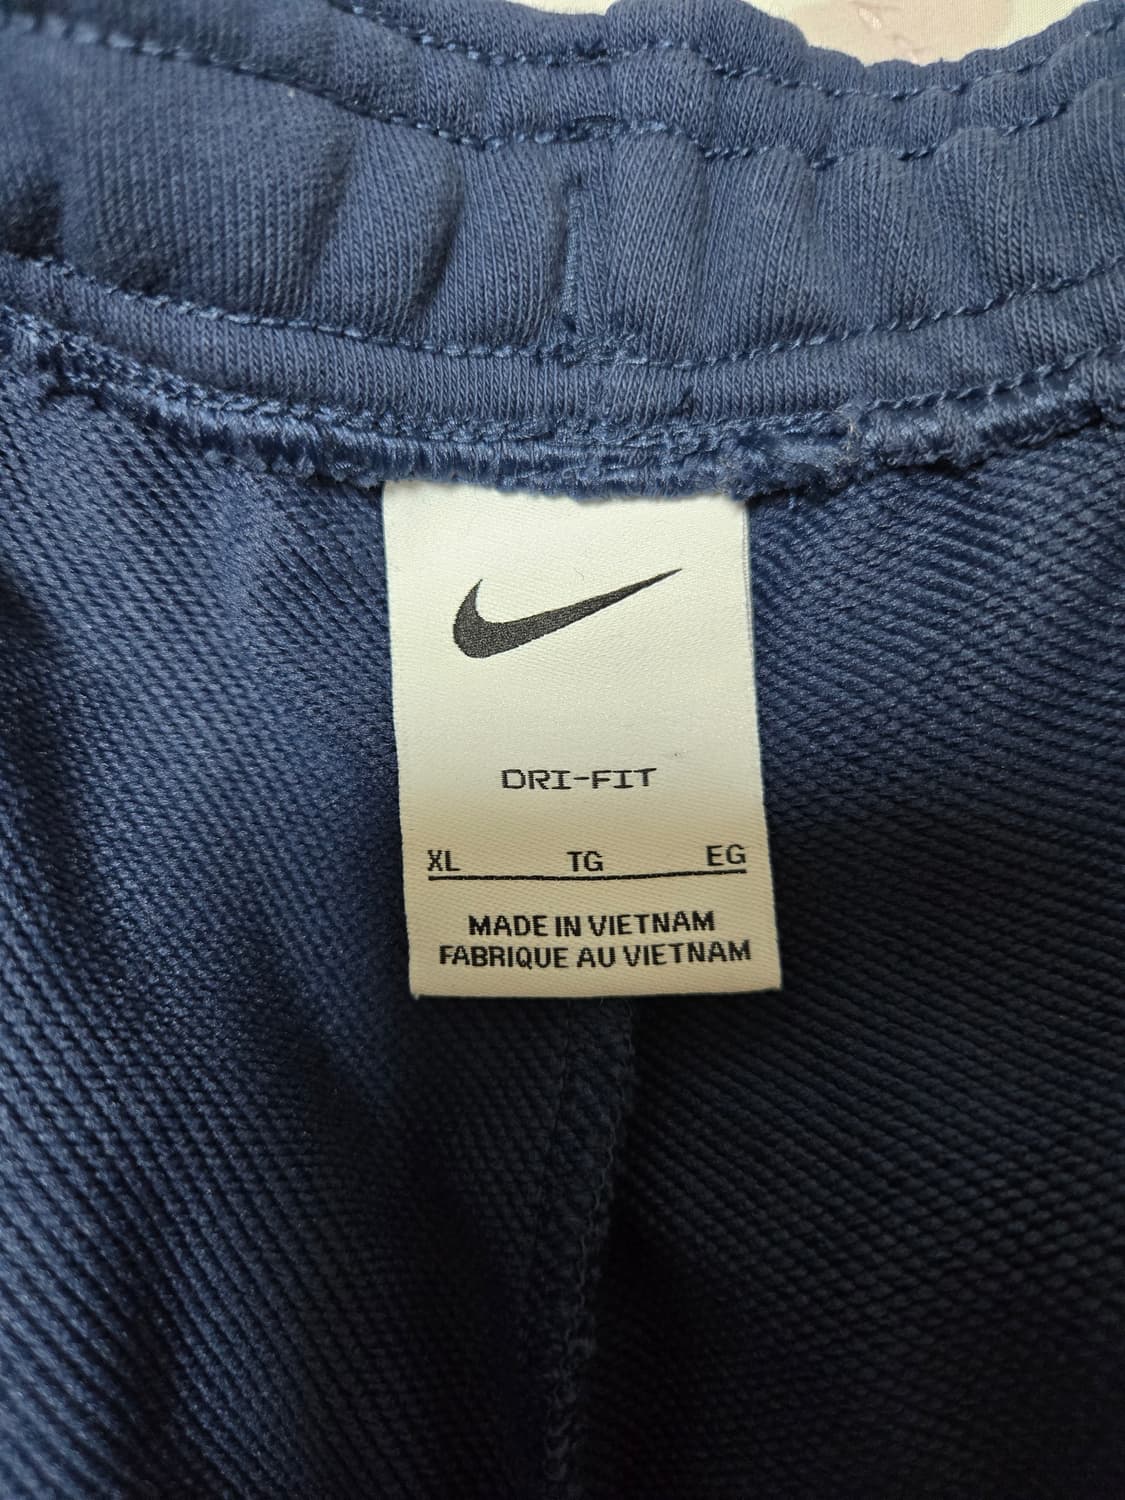 DRI-FIT
XL TG EG
MADE IN VIETNAM
FABRIQUE AU VIETNAM